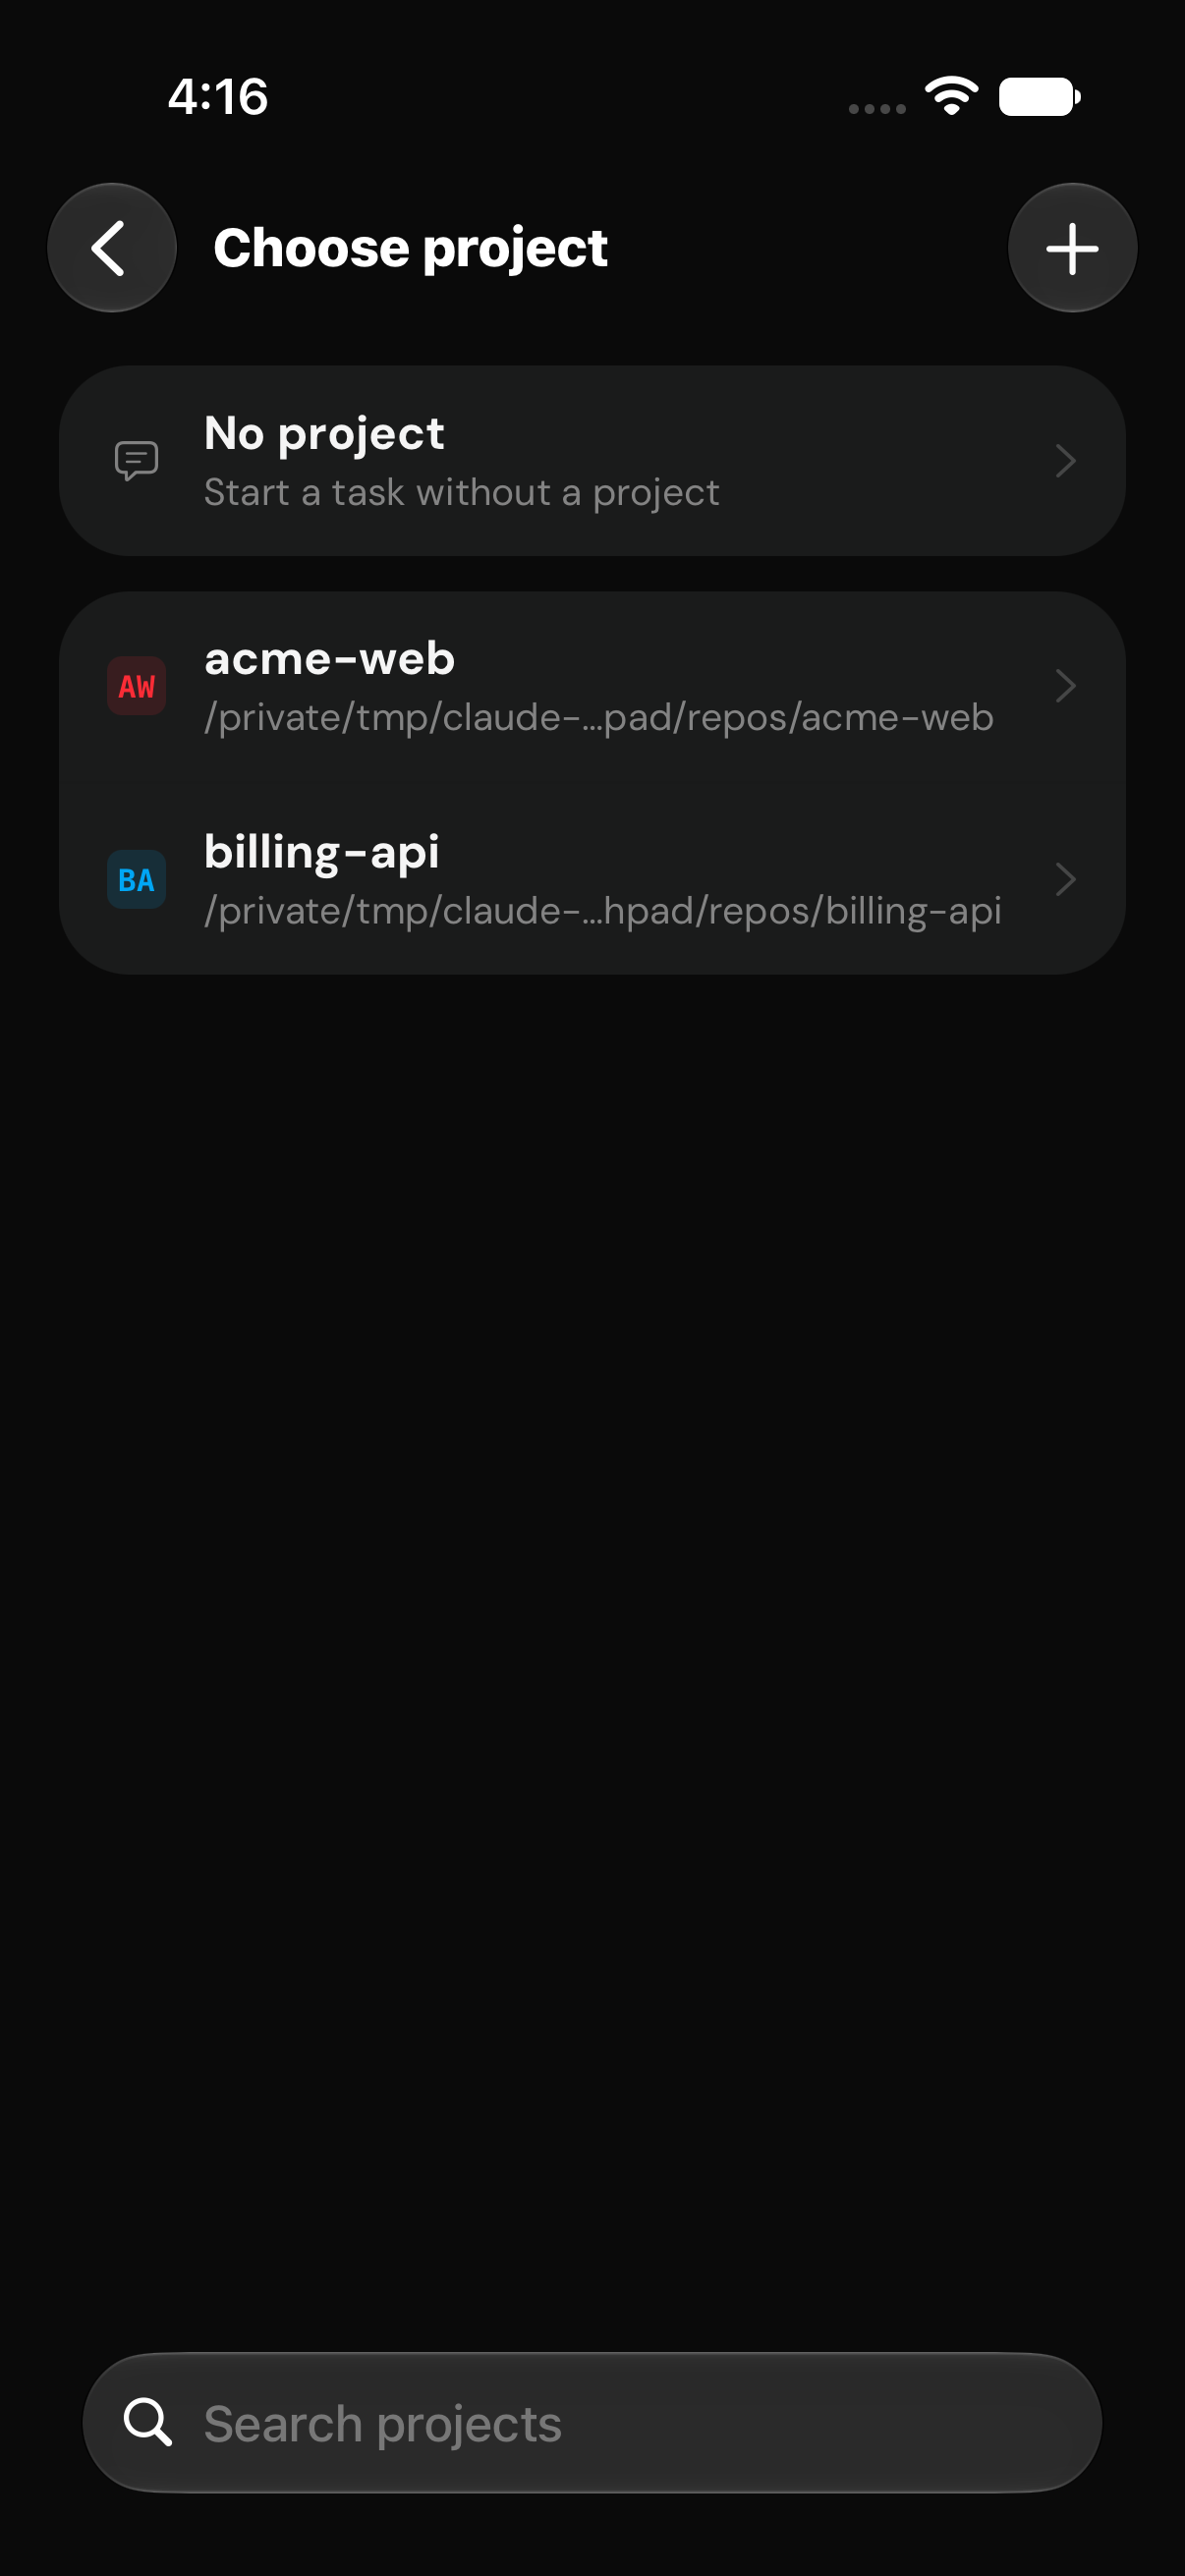 4:16
Choose project
No project
Start a task without a project
AW
acme-web
/private/tmp/claude-...pad/repos/acme-web
BA
billing-api
/private/tmp/claude-...hpad/repos/billing-api
Search projects